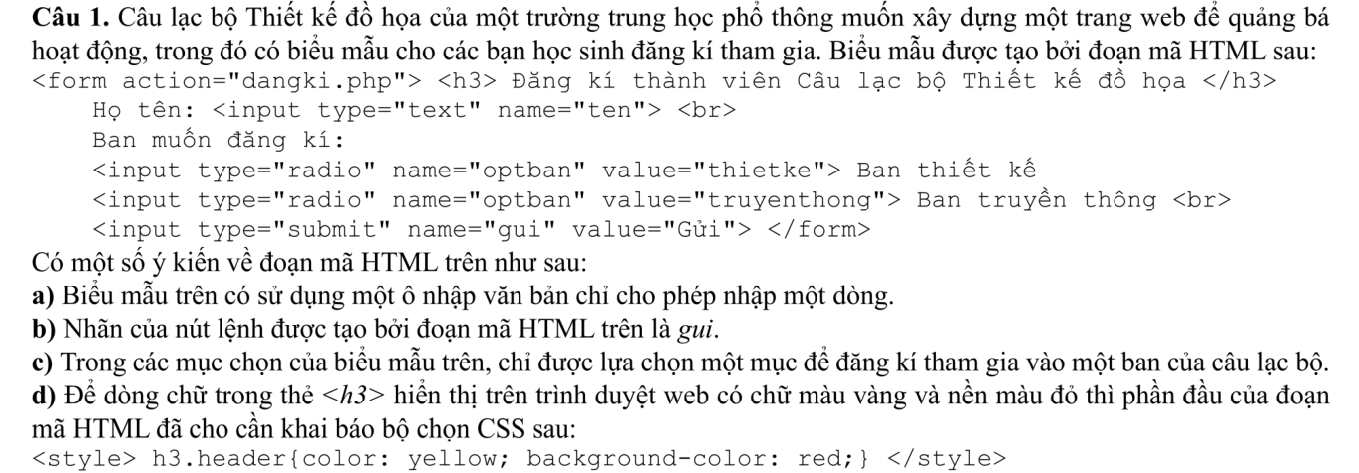 Câu 1. Câu lạc bộ Thiết kế đồ họa của một trường trung học phổ thông muốn xây dựng một trang web để quảng bá
hoạt động, trong đó có biểu mẫu cho các bạn học sinh đăng kí tham gia. Biểu mẫu được tạo bởi đoạn mã HTML sau:
<form action="dangki.php"> <h3> Đăng kí thành viên Câu lạc bộ Thiết kế đồ họa </h3>
Họ tên: <input type="text" name="ten"> <br>
Ban muốn đăng kí:
<input type="radio" name="optban" value="thietke"> Ban thiết kế
<input type="radio" name="optban" value="truyenthong"> Ban truyền thông <br>
<input type="submit" name="gui" value="Gửi"> </form>
Có một số ý kiến về đoạn mã HTML trên như sau:
a) Biểu mẫu trên có sử dụng một ô nhập văn bản chỉ cho phép nhập một dòng.
b) Nhãn của nút lệnh được tạo bởi đoạn mã HTML trên là gui.
c) Trong các mục chọn của biểu mẫu trên, chỉ được lựa chọn một mục để đăng kí tham gia vào một ban của câu lạc bộ.
d) Để dòng chữ trong thẻ <h3> hiển thị trên trình duyệt web có chữ màu vàng và nền màu đỏ thì phần đầu của đoạn
mã HTML đã cho cần khai báo bộ chọn CSS sau:
<style> h3.header{color: yellow; background-color: red;} </style>